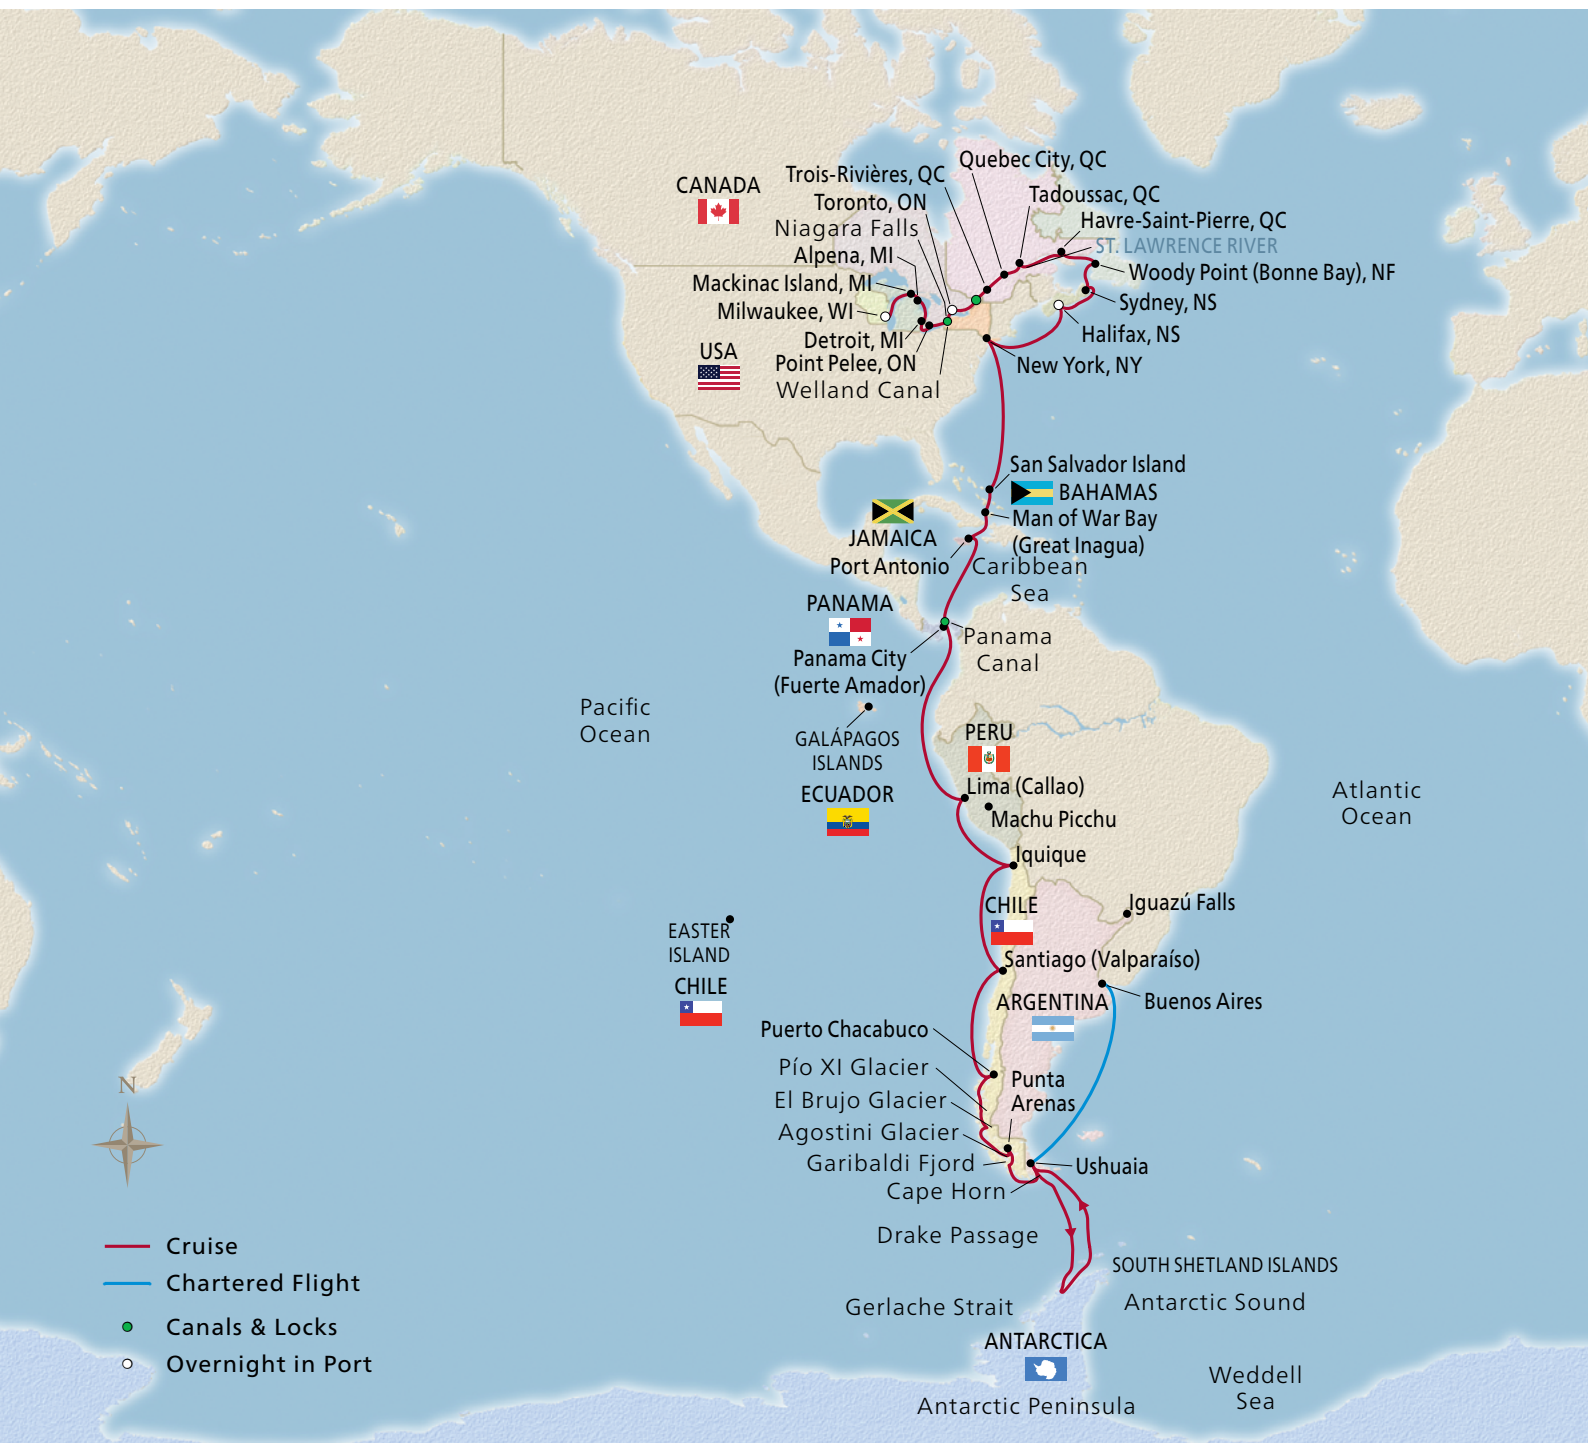 Quebec City, QC
Trois-Rivières, QC
CANADA
Tadoussac, QC
Toronto, ON
Havre-Saint-Pierre, QC
Niagara Falls
ST. LAWRENCE RIVER
Alpena, MI
Woody Point (Bonne Bay), NF
Mackinac Island, MI
Sydney, NS
Milwaukee, WI
Halifax, NS
Detroit, MI
USA
Point Pelee, ON
New York, NY
Welland Canal
San Salvador Island
BAHAMAS
Man of War Bay
(Great Inagua)
JAMAICA
Port Antonio
Caribbean
Sea
PANAMA
Panama
Canal
Panama City
(Fuerte Amador)
Pacific
Ocean
GALÁPAGOS
ISLANDS
ECUADOR
PERU
Lima (Callao)
Machu Picchu
Atlantic
Ocean
Iquique
CHILE
Iguazú Falls
EASTER
ISLAND
CHILE
Santiago (Valparaíso)
ARGENTINA
Buenos Aires
Puerto Chacabuco
Pío XI Glacier
Punta
Arenas
El Brujo Glacier
Agostini Glacier
Garibaldi Fjord
Ushuaia
Cape Horn
Drake Passage
SOUTH SHETLAND ISLANDS
Gerlache Strait
Antarctic Sound
ANTARCTICA
Weddell
Sea
Antarctic Peninsula
N
Cruise
Chartered Flight
Canals & Locks
Overnight in Port